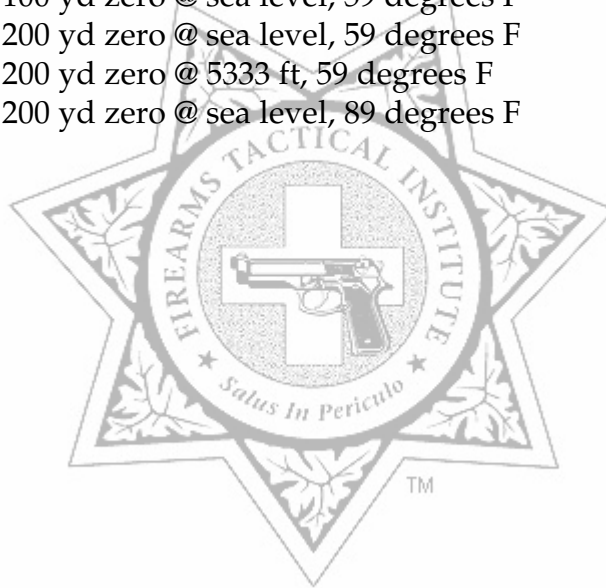 100 yd zero @ sea level, 59 degrees F
200 yd zero @ sea level, 59 degrees F
200 yd zero @ 5333 ft, 59 degrees F
200 yd zero @ sea level, 89 degrees F
FIREARMS TACTICAL INSTITUTE
Salus In Periculo
TM